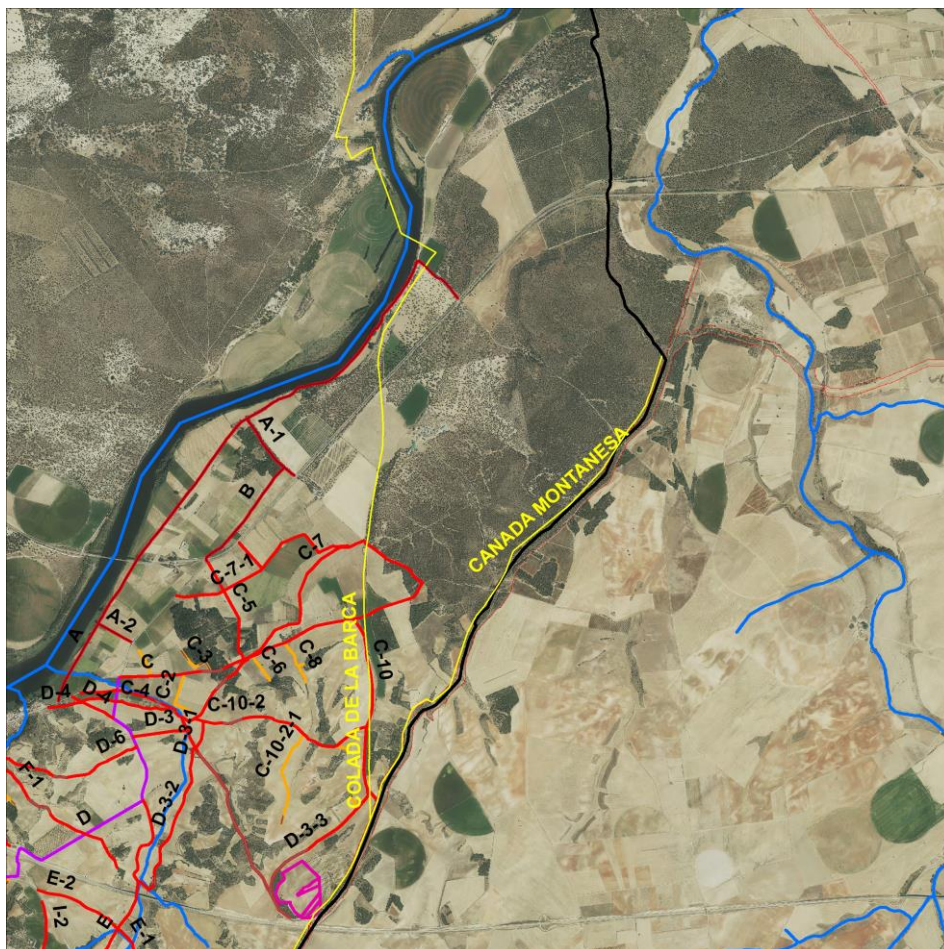 A-1
B
CANADA MONTANESA
C-7
C-7-1
C-5
A-2
A
C-3
C
C-6
C-8
C-10
C-2
C-4
D-4
D-4
D-3
C-10-2
D-3-1
D-6
C-10-2-1
COLADA DE LA BARCA
F-1
D
D-3-2
D-3-3
E-2
I-2
E
E-1